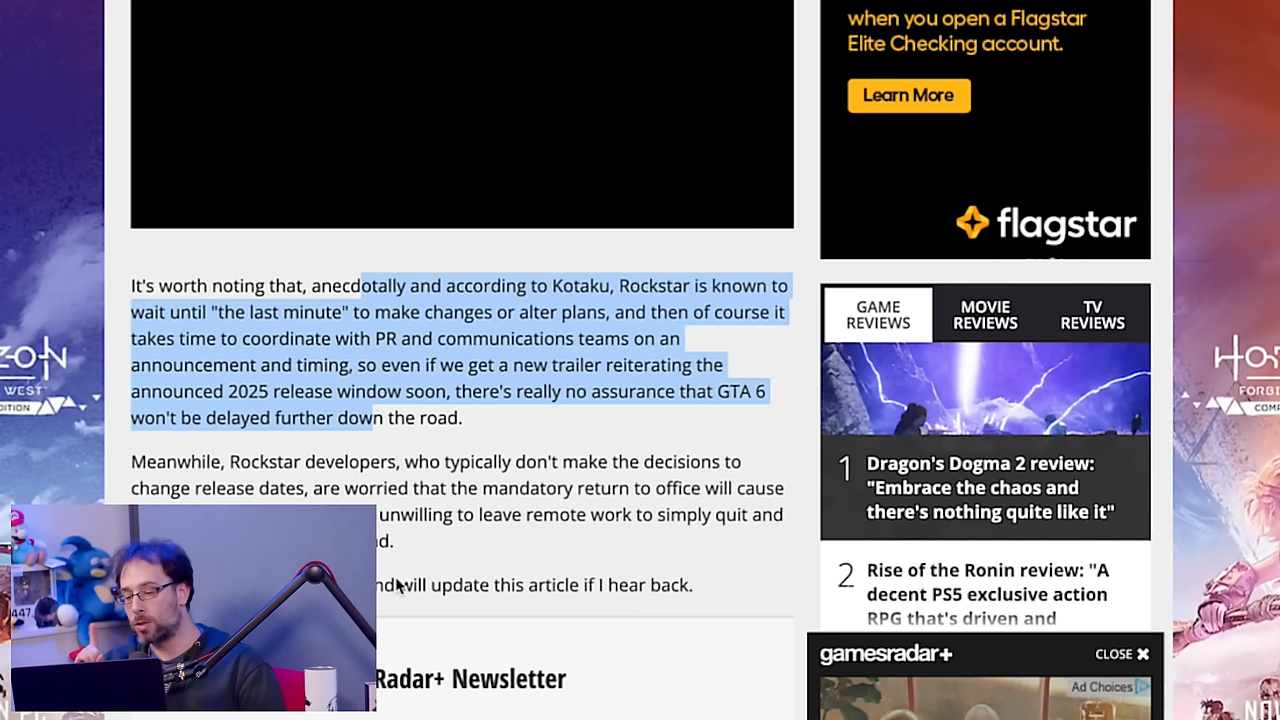 when you open a Flagstar
Elite Checking account.
Learn More
flagstar
It's worth noting that, anecdotally and according to Kotaku, Rockstar is known to
wait until "the last minute" to make changes or alter plans, and then of course it
takes time to coordinate with PR and communications teams on an
announcement and timing, so even if we get a new trailer reiterating the
announced 2025 release window soon, there's really no assurance that GTA 6
won't be delayed further down the road.
Meanwhile, Rockstar developers, who typically don't make the decisions to
change release dates, are worried that the mandatory return to office will cause
unwilling to leave remote work to simply quit and
will update this article if I hear back.
Radar+ Newsletter
GAME
REVIEWS
MOVIE
REVIEWS
TV
REVIEWS
1
Dragon's Dogma 2 review:
"Embrace the chaos and
there's nothing quite like it"
2
Rise of the Ronin review: "A
decent PS5 exclusive action
RPG that's driven and
gamesradar+
CLOSE
Ad Choices
WEST
447